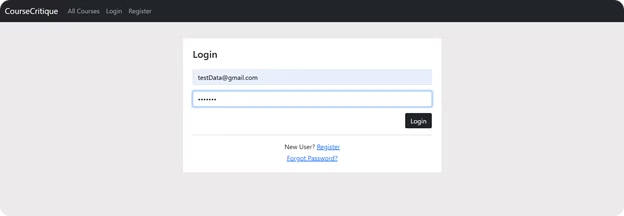 CourseCritique All Courses Login Register
Login
testData@gmail.com
•••••••
Login
New User? Register
Forgot Password?